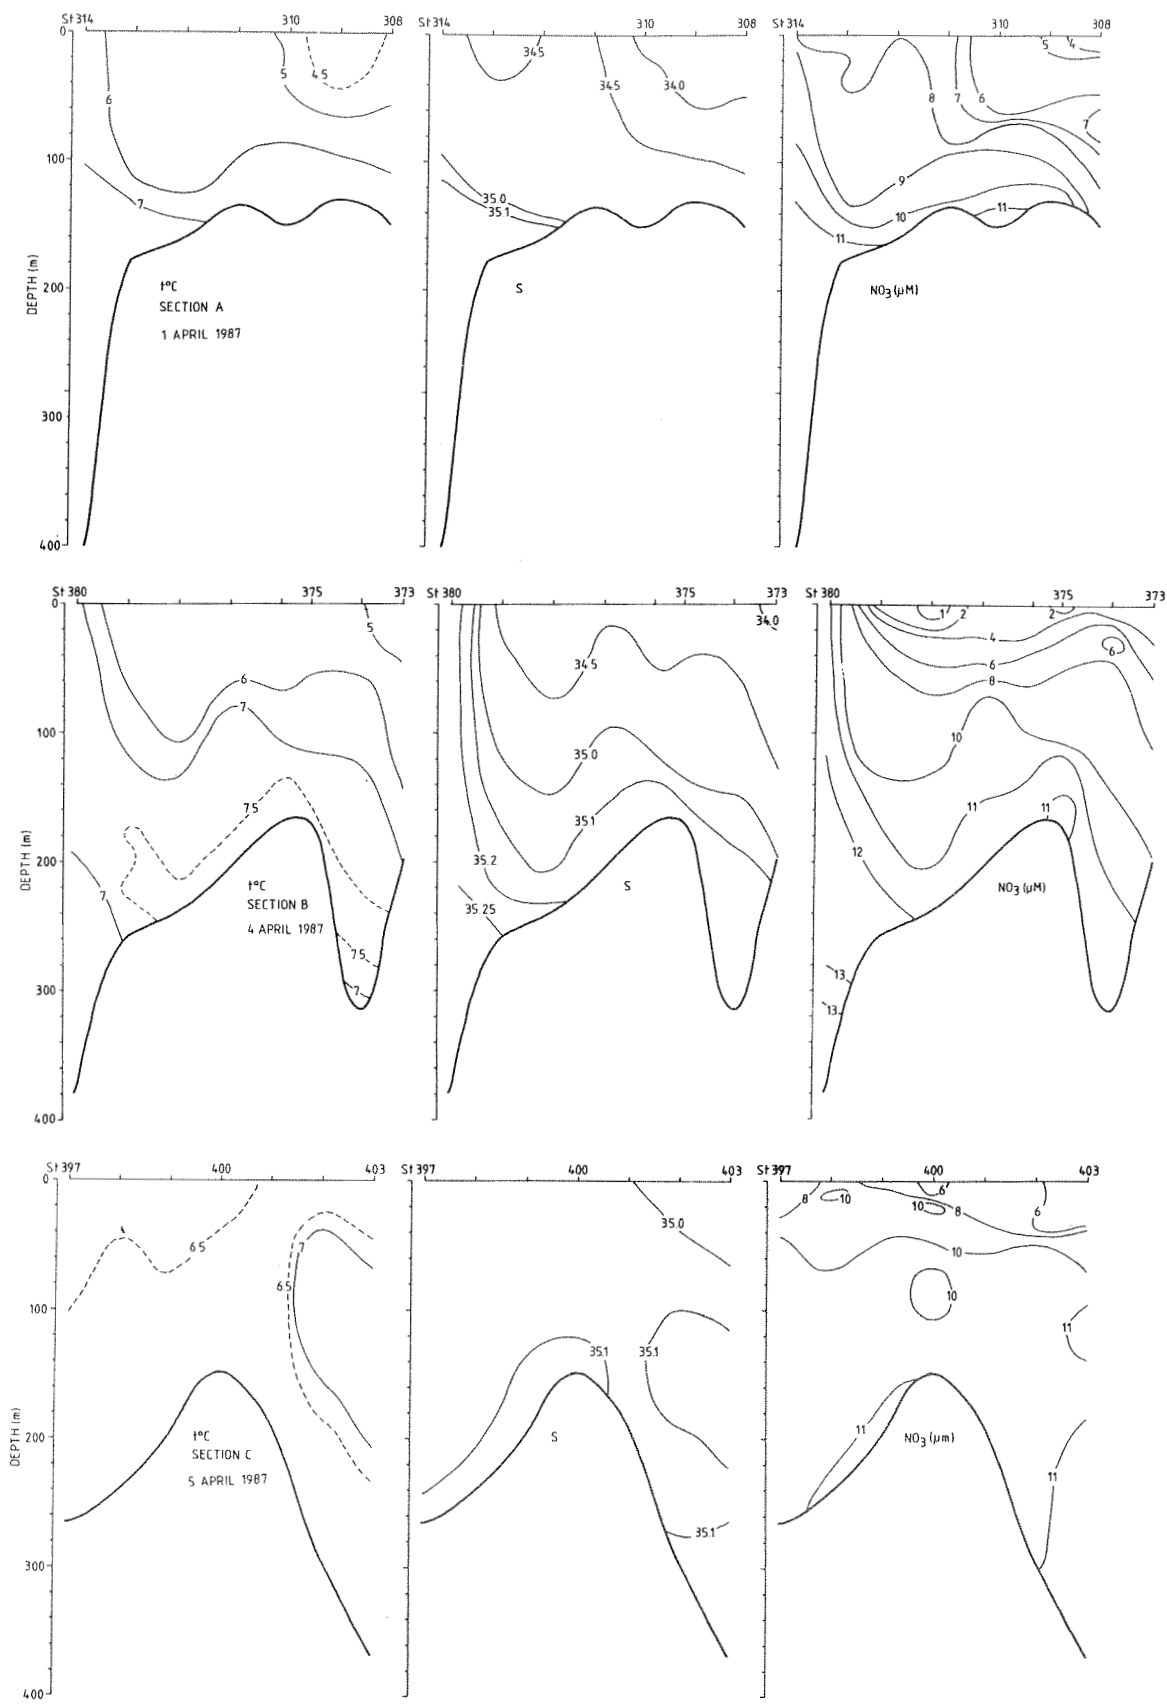 St 314 310 308
St 314 310 308
St 314 310 308
0
100
200
300
400
DEPTH (m)
6
5
4.5
7
t°C
SECTION A
1 APRIL 1987
34.5
34.5
34.0
35.0
35.1
S
5
4
8
7
6
7
9
10
11
11
NO3 (µM)
St 380 375 373
St 380 375 373
St 380 375 373
0
100
200
300
400
DEPTH (m)
5
6
7
7.5
7
7.5
7
t°C
SECTION B
4 APRIL 1987
34.0
34.5
35.0
35.1
35.2
35.25
S
1
2
2
4
6
6
8
10
11
11
12
13
13
NO3 (µM)
St 397 400 403
St 397 400 403
St 397 400 403
0
100
200
300
400
DEPTH (m)
6.5
7
6.5
t°C
SECTION C
5 APRIL 1987
35.0
35.1
35.1
35.1
S
8
10
6
10
8
6
10
10
11
11
11
NO3 (µm)